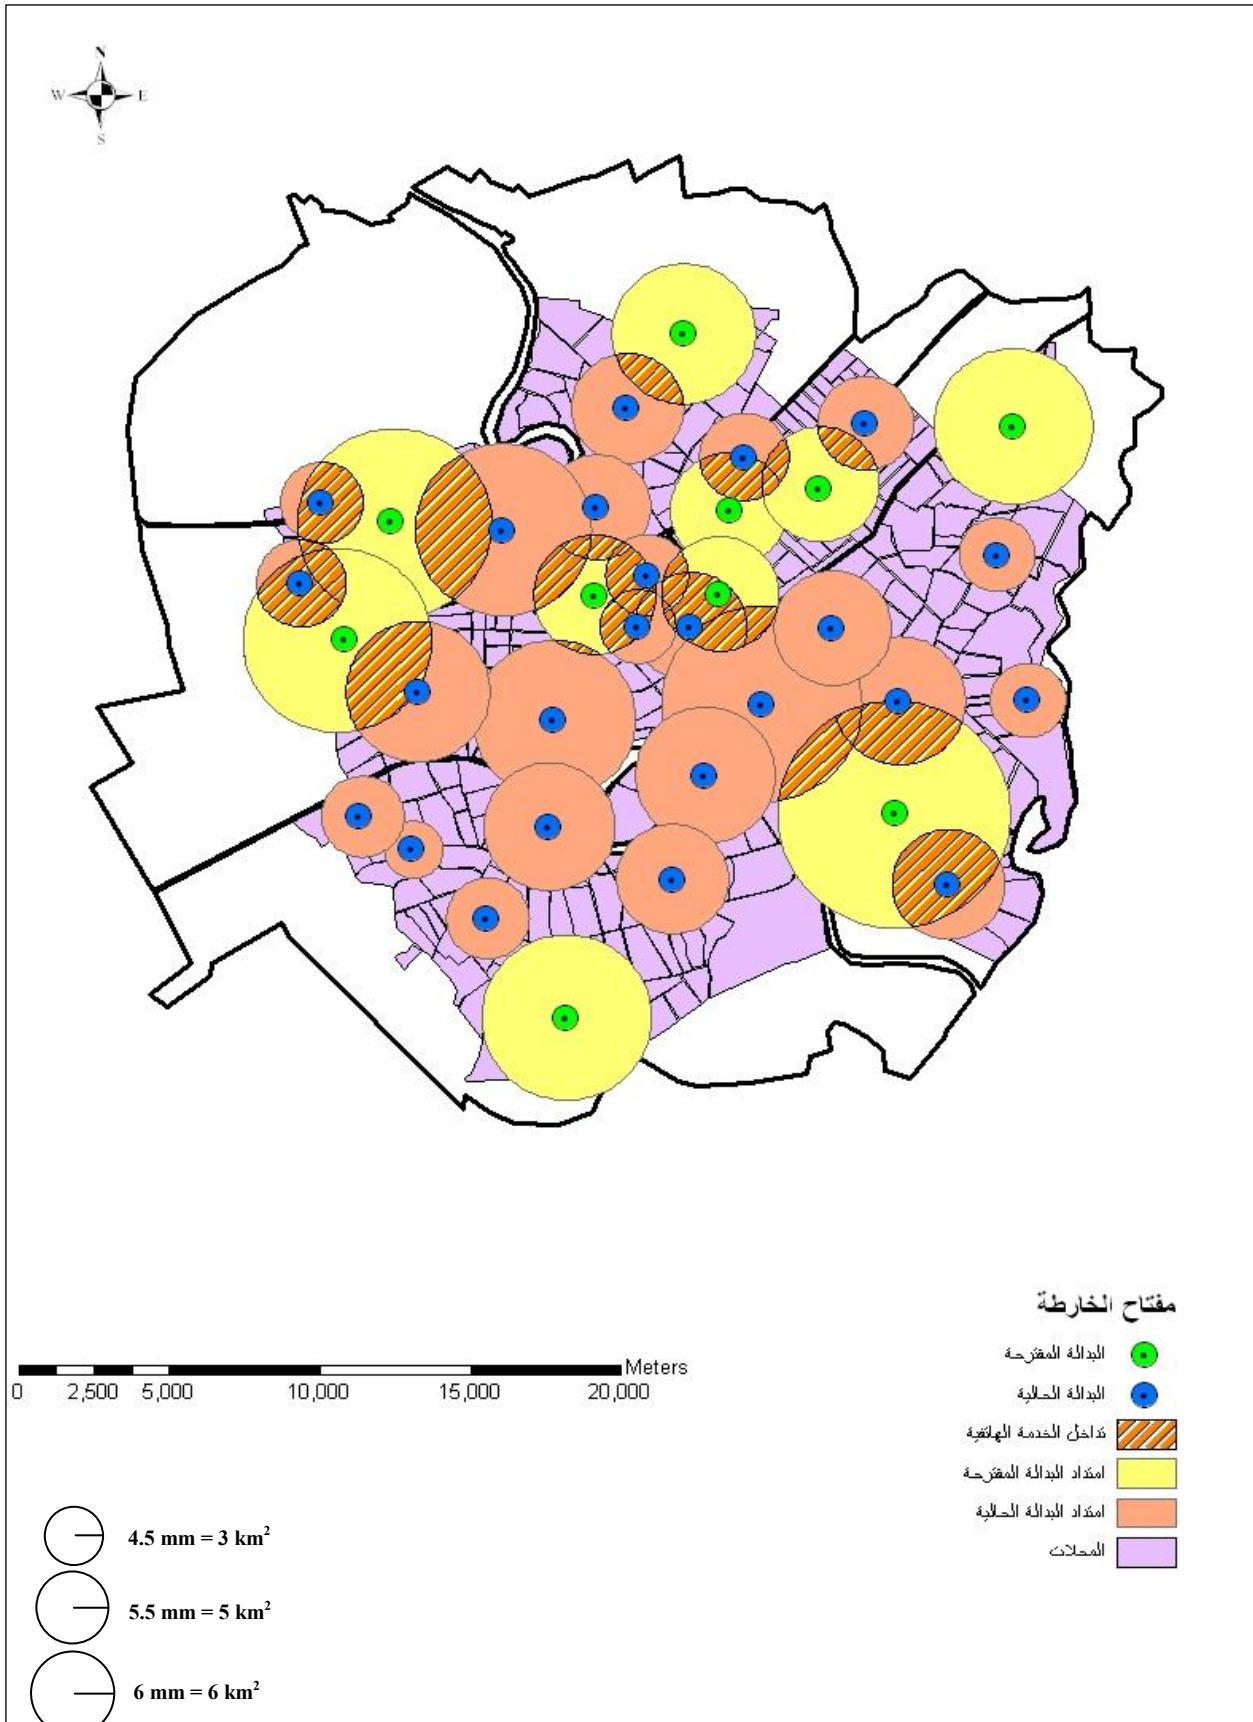 N
W E
S
Meters
0 2,500 5,000 10,000 15,000 20,000
مفتاح الخارطة
البدالة المقترحة
البدالة الحالية
تداخل الخدمة الهاتفية
امتداد البدالة المقترحة
امتداد البدالة الحالية
المحلات
4.5 mm = 3 km²
5.5 mm = 5 km²
6 mm = 6 km²